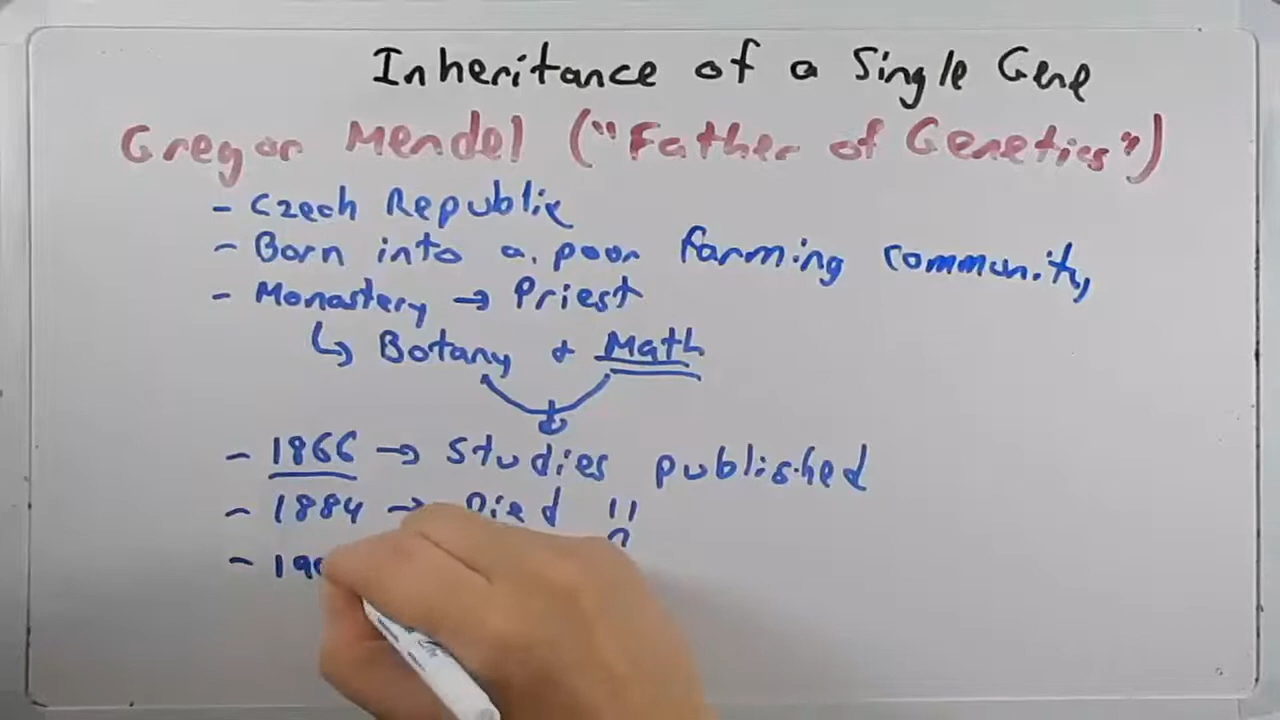 Inheritance of a Single Gene
Gregor Mendel ("Father of Genetics")
- Czech Republic
- Born into a poor farming community
- Monastery → Priest
↳ Botany + Math
- 1866 → Studies published
- 1884 → Died
- 19